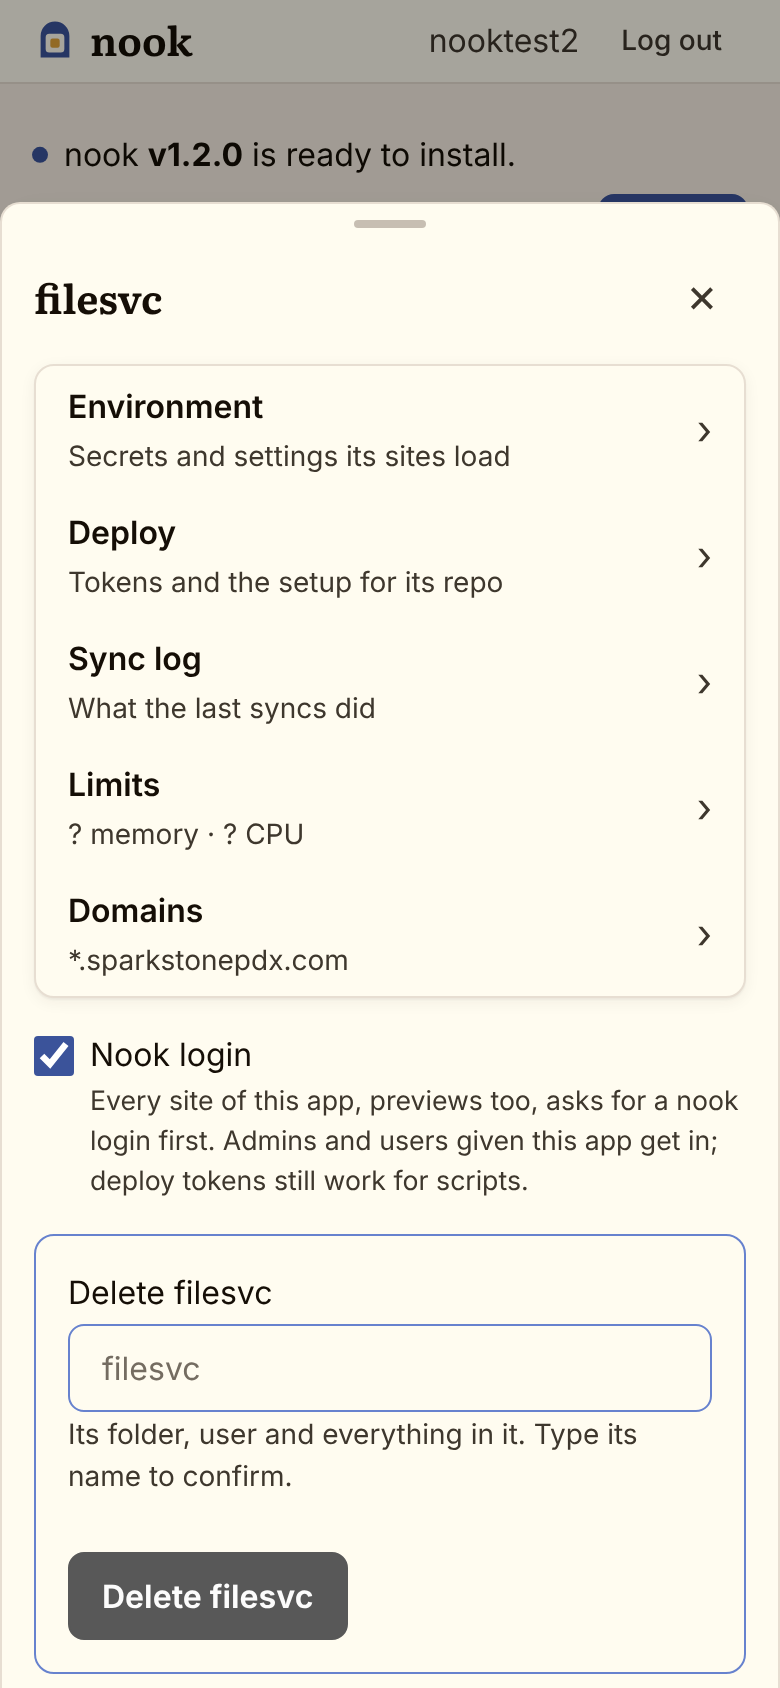 nook
nooktest2
Log out
nook v1.2.0 is ready to install.
filesvc
Environment
Secrets and settings its sites load
Deploy
Tokens and the setup for its repo
Sync log
What the last syncs did
Limits
? memory · ? CPU
Domains
*.sparkstonepdx.com
Nook login
Every site of this app, previews too, asks for a nook
login first. Admins and users given this app get in;
deploy tokens still work for scripts.
Delete filesvc
filesvc
Its folder, user and everything in it. Type its
name to confirm.
Delete filesvc